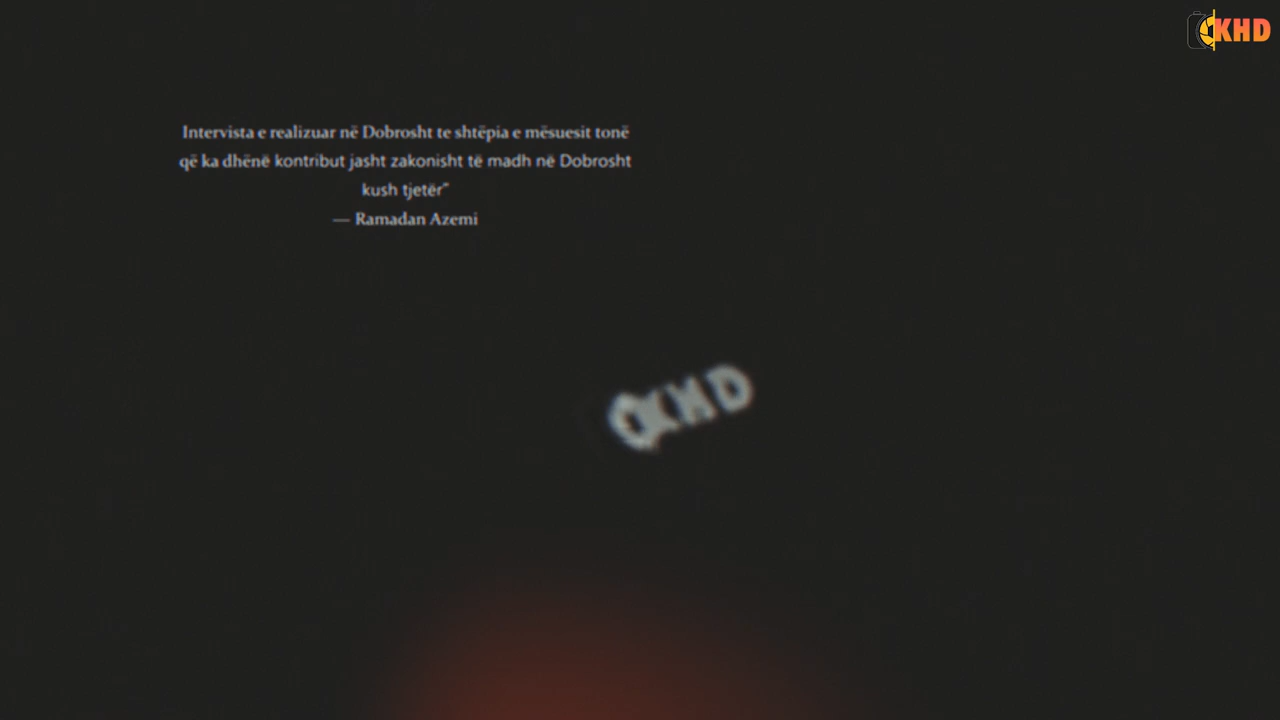 KHD
Intervista e realizuar në Dobrosht te shtëpia e mësuesit tonë
që ka dhënë kontribut jasht zakonisht të madh në Dobrosht
kush tjetër”
— Ramadan Azemi
KHD